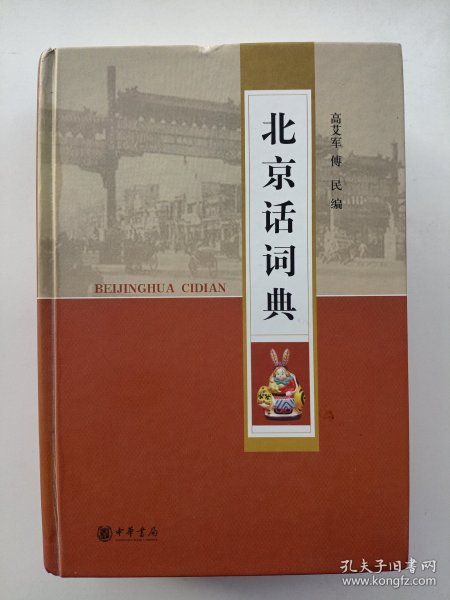 北京话词典
高艾军 傅 民 编
BEIJINGHUA CIDIAN
中华書局
孔夫子旧书网
www.kongfz.com